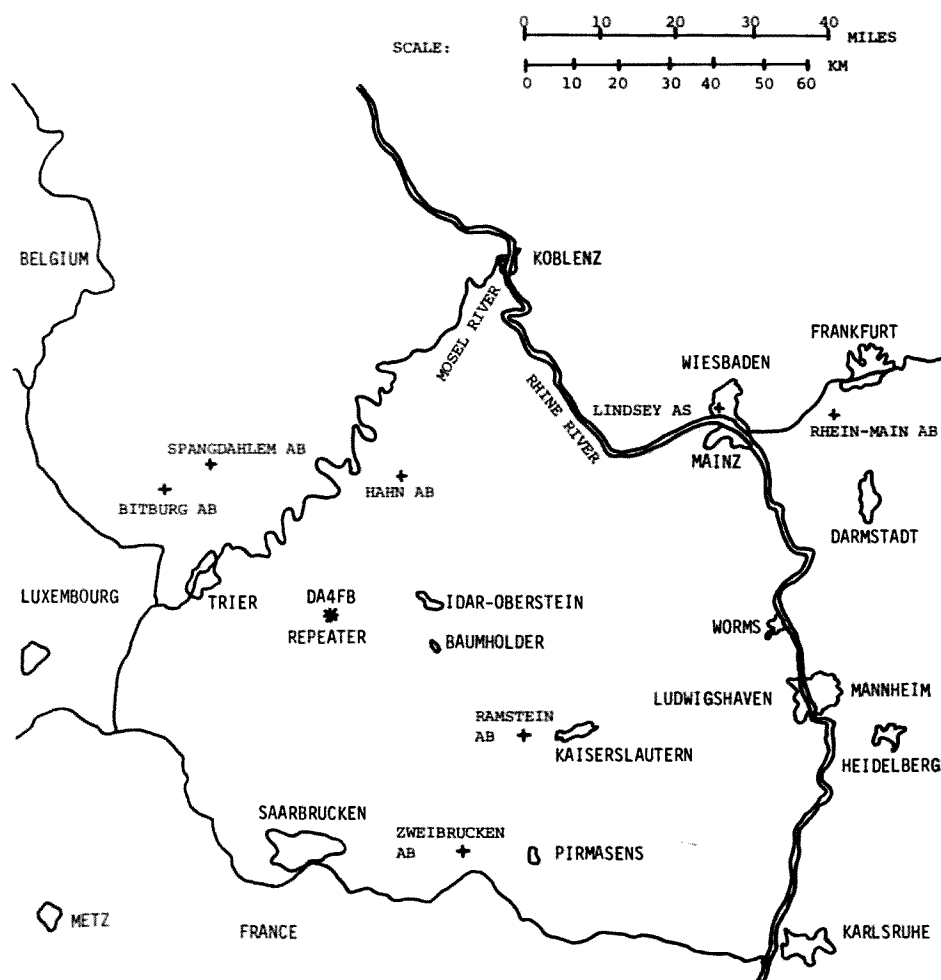 0 10 20 30 40
SCALE: MILES
KM
0 10 20 30 40 50 60
BELGIUM
KOBLENZ
MOSEL RIVER
RHINE RIVER
FRANKFURT
WIESBADEN
LINDSEY AS
RHEIN-MAIN AB
MAINZ
SPANGDAHLEM AB
HAHN AB
BITBURG AB
DARMSTADT
LUXEMBOURG
TRIER
DA4FB
REPEATER
IDAR-OBERSTEIN
BAUMHOLDER
WORMS
LUDWIGSHAVEN
MANNHEIM
RAMSTEIN
AB
KAISERSLAUTERN
HEIDELBERG
SAARBRUCKEN
ZWEIBRUCKEN
AB
PIRMASENS
METZ
FRANCE
KARLSRUHE